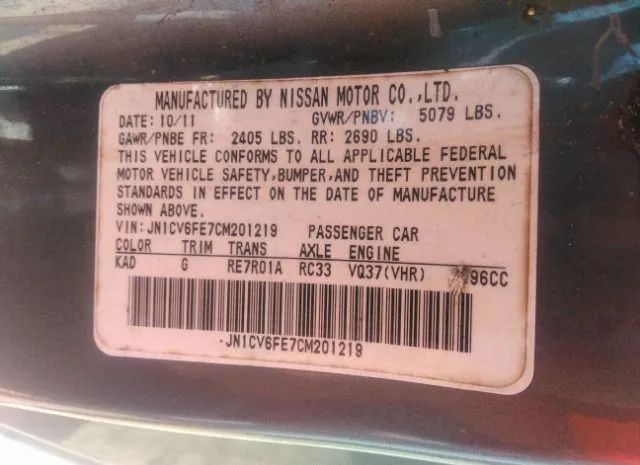 MANUFACTURED BY NISSAN MOTOR CO.,LTD.
DATE: 10/11 GVWR/PNBV: 5079 LBS.
GAWR/PNBE FR: 2405 LBS. RR: 2690 LBS.
THIS VEHICLE CONFORMS TO ALL APPLICABLE FEDERAL
MOTOR VEHICLE SAFETY,BUMPER,AND THEFT PREVENTION
STANDARDS IN EFFECT ON THE DATE OF MANUFACTURE
SHOWN ABOVE.
VIN: JN1CV6FE7CM201219 PASSENGER CAR
COLOR TRIM TRANS AXLE ENGINE
KAD G RE7R01A RC33 VQ37(VHR)
JN1CV6FE7CM201219